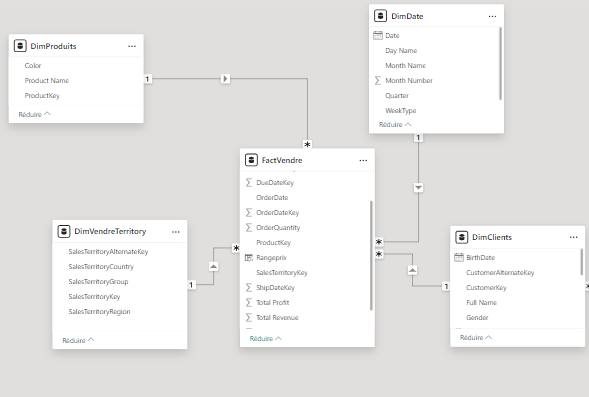 DimProduits
Color
Product Name
ProductKey
Réduire
DimDate
Date
Day Name
Month Name
Month Number
Quarter
WeekType
Réduire
1
*
1
FactVendre
DueDateKey
OrderDate
OrderDateKey
OrderQuantity
ProductKey
Rangeprix
SalesTerritoryKey
ShipDateKey
Total Profit
Total Revenue
Réduire
DimVendreTerritory
SalesTerritoryAlternateKey
SalesTerritoryCountry
SalesTerritoryGroup
SalesTerritoryKey
SalesTerritoryRegion
Réduire
1
*
*
*
1
DimClients
BirthDate
CustomerAlternateKey
CustomerKey
Full Name
Gender
Réduire
*